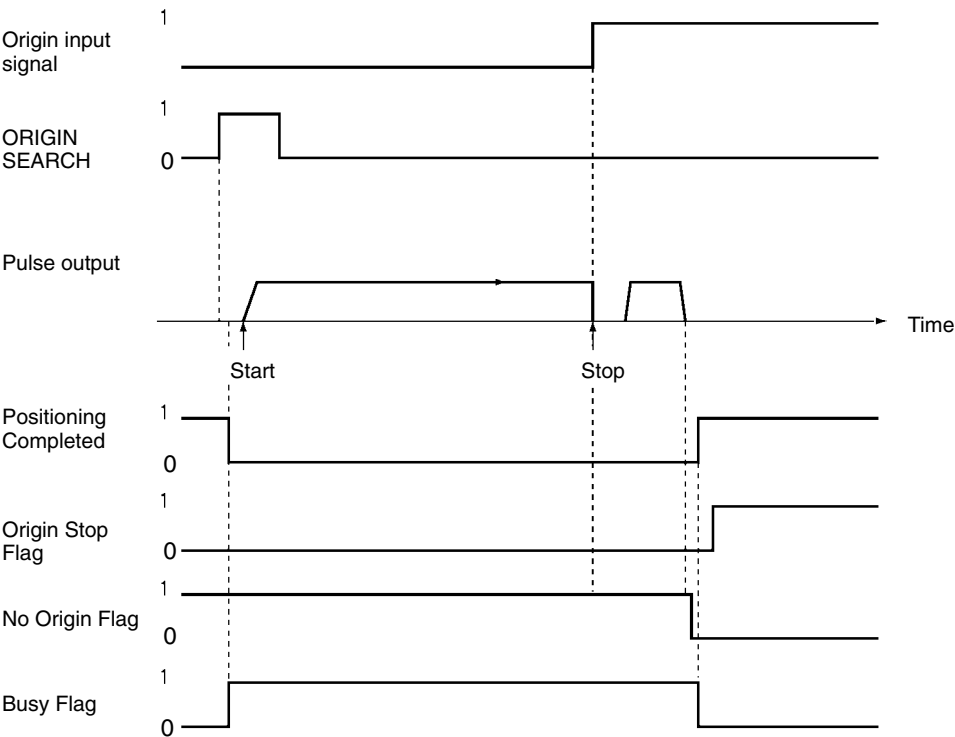 1
Origin input
signal
1
ORIGIN
SEARCH
0
Pulse output
Time
Start
Stop
Positioning
Completed
1
0
1
Origin Stop
Flag
0
1
No Origin Flag
0
1
Busy Flag
0